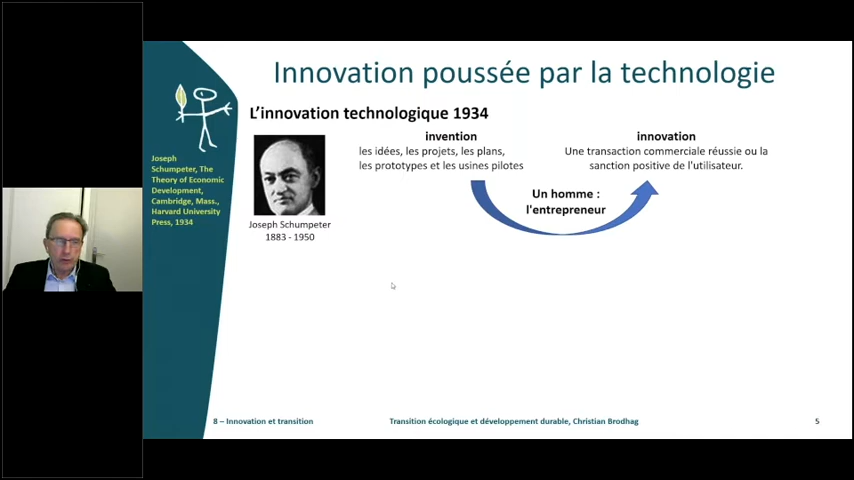 Innovation poussée par la technologie
L'innovation technologique 1934
Joseph
Schumpeter, The
Theory of Economic
Development,
Cambridge, Mass.,
Harvard University
Press, 1934
Joseph Schumpeter
1883 - 1950
invention
les idées, les projets, les plans,
les prototypes et les usines pilotes
Un homme :
l'entrepreneur
innovation
Une transaction commerciale réussie ou la
sanction positive de l'utilisateur.
8 – Innovation et transition
Transition écologique et développement durable, Christian Brodhag
5